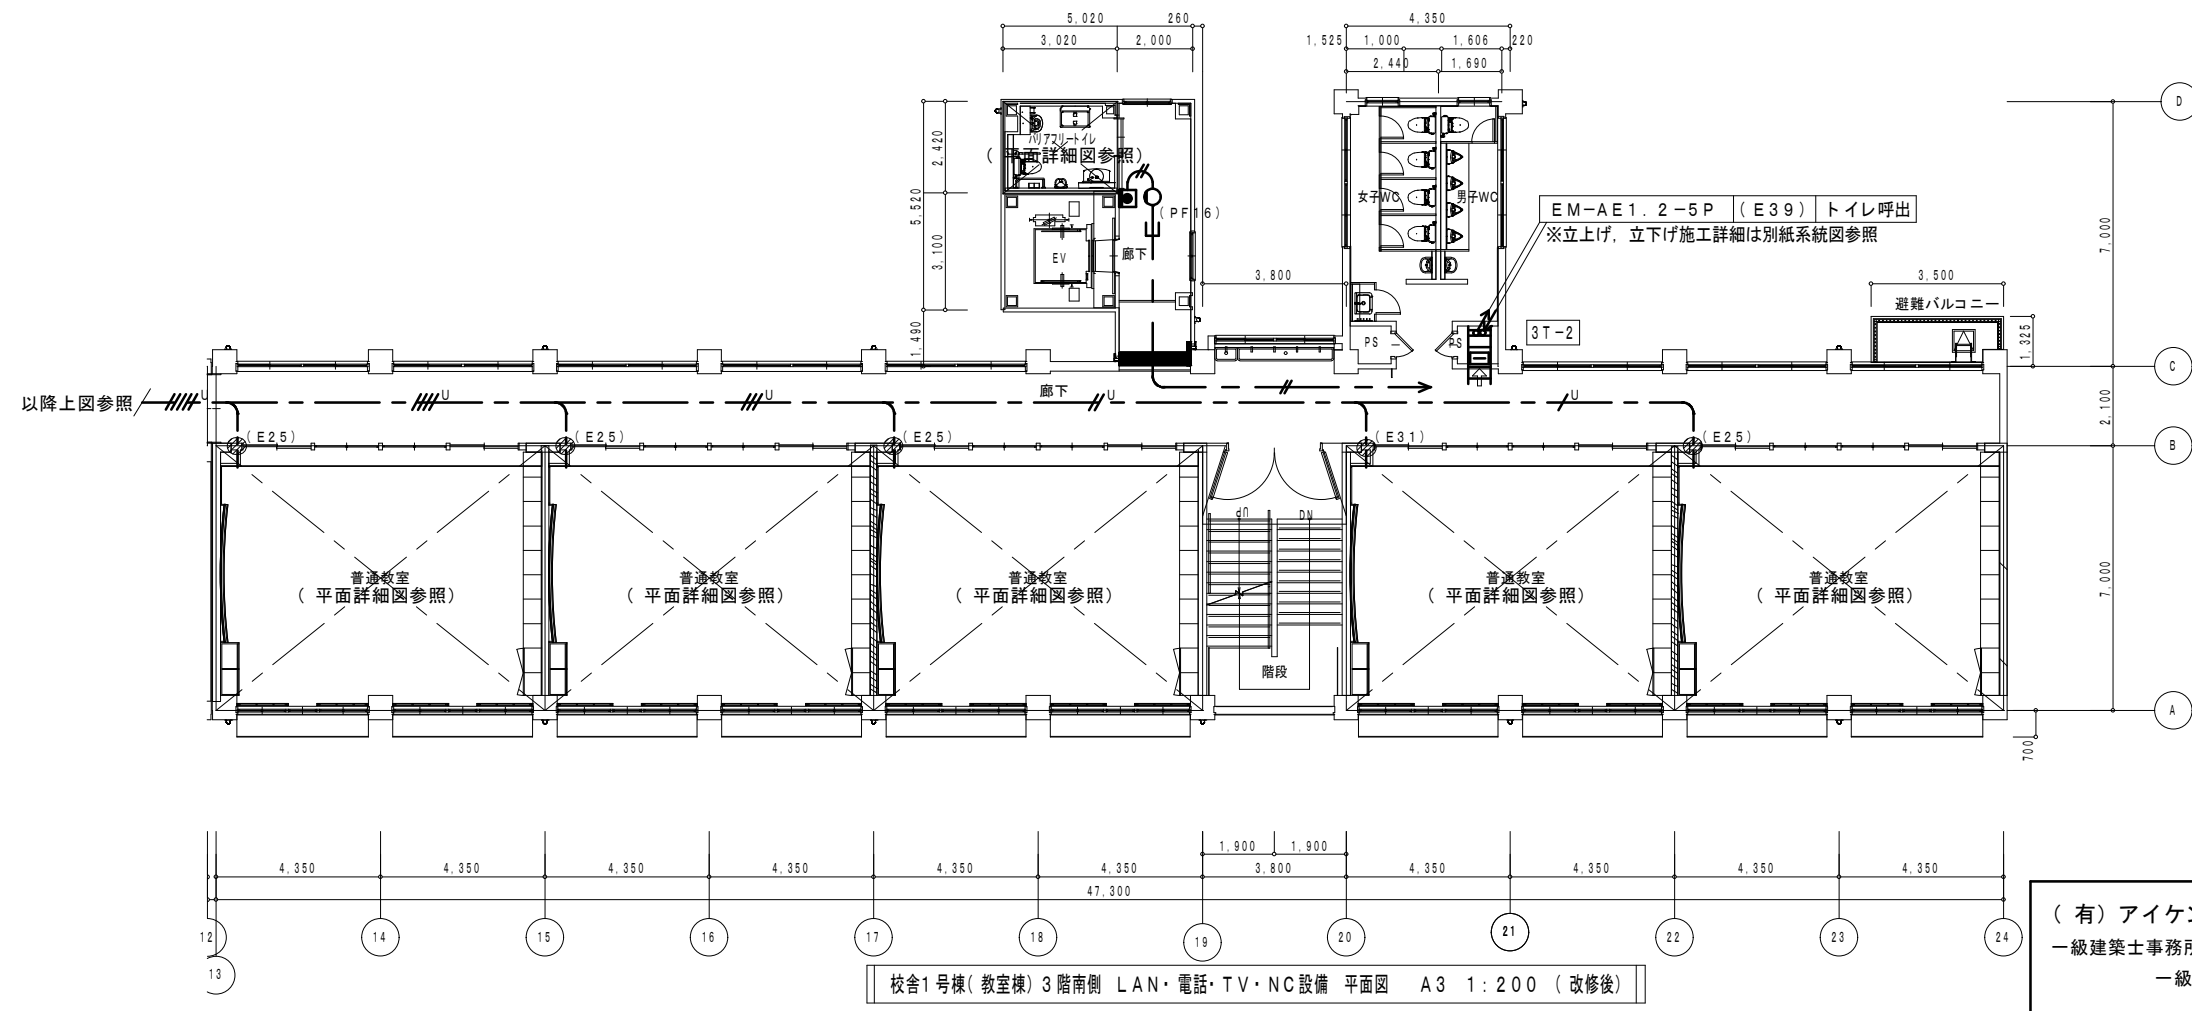 5,020
260
3,020
2,000
4,350
1,525
1,000
1,606
220
2,440
1,690
D
2,420
5,520
3,100
1,490
バリアフリートイレ
( 平面詳細図参照)
(PF16)
EV
廊下
3,800
女子WC
男子WC
EM-AE1.2-5P
(E39)
トイレ呼出
※立上げ, 立下げ施工詳細は別紙系統図参照
7,000
3,500
避難バルコニー
1,325
3T-2
PS
PS
C
以降上図参照
U
U
U
廊下
U
U
2,100
(E25)
(E25)
(E25)
(E31)
(E25)
B
UP
DN
普通教室
( 平面詳細図参照)
普通教室
( 平面詳細図参照)
普通教室
( 平面詳細図参照)
普通教室
( 平面詳細図参照)
普通教室
( 平面詳細図参照)
7,000
階段
A
700
1,900
1,900
4,350
4,350
4,350
4,350
4,350
4,350
3,800
4,350
4,350
4,350
4,350
47,300
12
13
14
15
16
17
18
19
20
21
22
23
24
校舎1号棟( 教室棟) 3階南側 LAN・電話・TV・NC設備 平面図 A3 1:200 ( 改修後)
( 有) アイケン
一級建築士事務所
一級